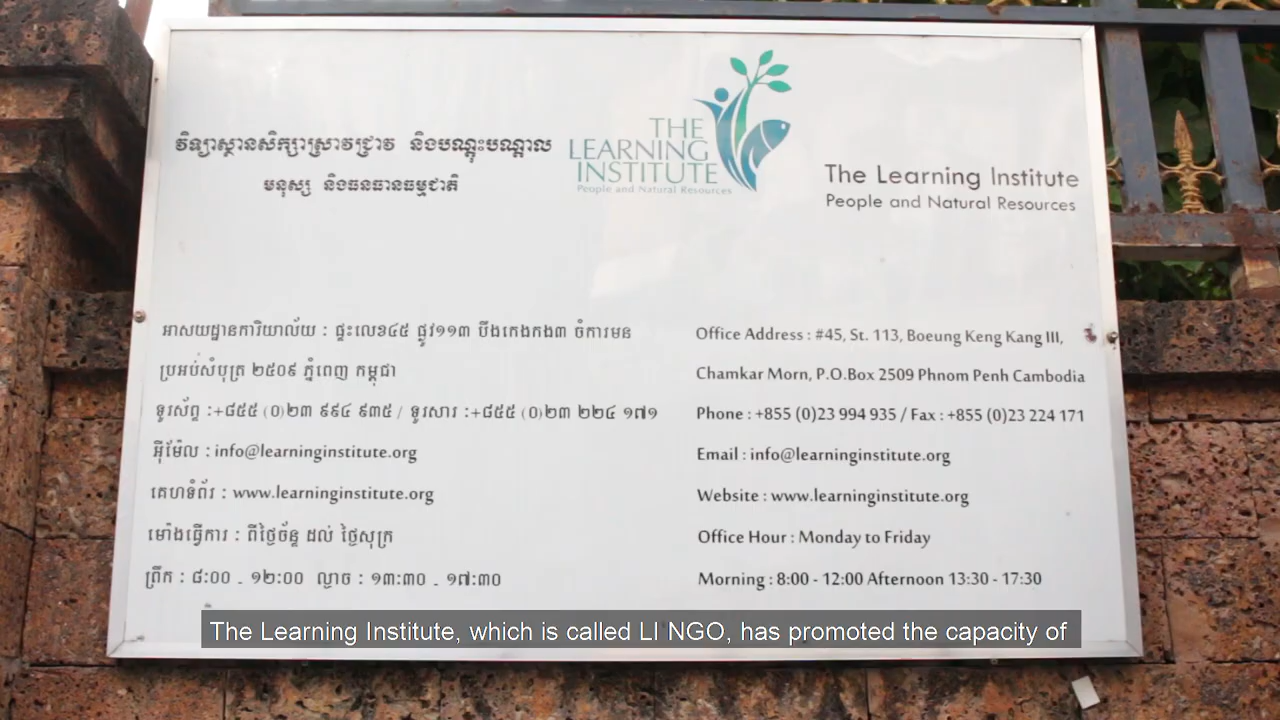 វិទ្យាស្ថានសិក្សាស្រាវជ្រាវ និងបណ្តុះបណ្តាល
មនុស្ស និងធនធានធម្មជាតិ
THE
LEARNING
INSTITUTE
People and Natural Resources
The Learning Institute
People and Natural Resources
អាសយដ្ឋានការិយាល័យ : ផ្ទះលេខ៤៥ ផ្លូវ១១៣ បឹងកេងកង៣ ចំការមន
ប្រអប់សំបុត្រ ២៥០៩ ភ្នំពេញ កម្ពុជា
ទូរស័ព្ទ :+៨៥៥ (០)២៣ ៩៩៤ ៩៣៥ / ទូរសារ :+៨៥៥ (០)២៣ ២២៤ ១៧១
អ៊ីម៉ែល : info@learninginstitute.org
គេហទំព័រ : www.learninginstitute.org
ម៉ោងធ្វើការ : ពីថ្ងៃច័ន្ទ ដល់ ថ្ងៃសុក្រ
ព្រឹក : ៨:០០ - ១២:០០ ល្ងាច : ១៣:៣០ - ១៧:៣០
Office Address : #45, St. 113, Boeung Keng Kang III,
Chamkar Morn, P.O.Box 2509 Phnom Penh Cambodia
Phone : +855 (0)23 994 935 / Fax : +855 (0)23 224 171
Email : info@learninginstitute.org
Website : www.learninginstitute.org
Office Hour : Monday to Friday
Morning : 8:00 - 12:00 Afternoon 13:30 - 17:30
The Learning Institute, which is called LI NGO, has promoted the capacity of